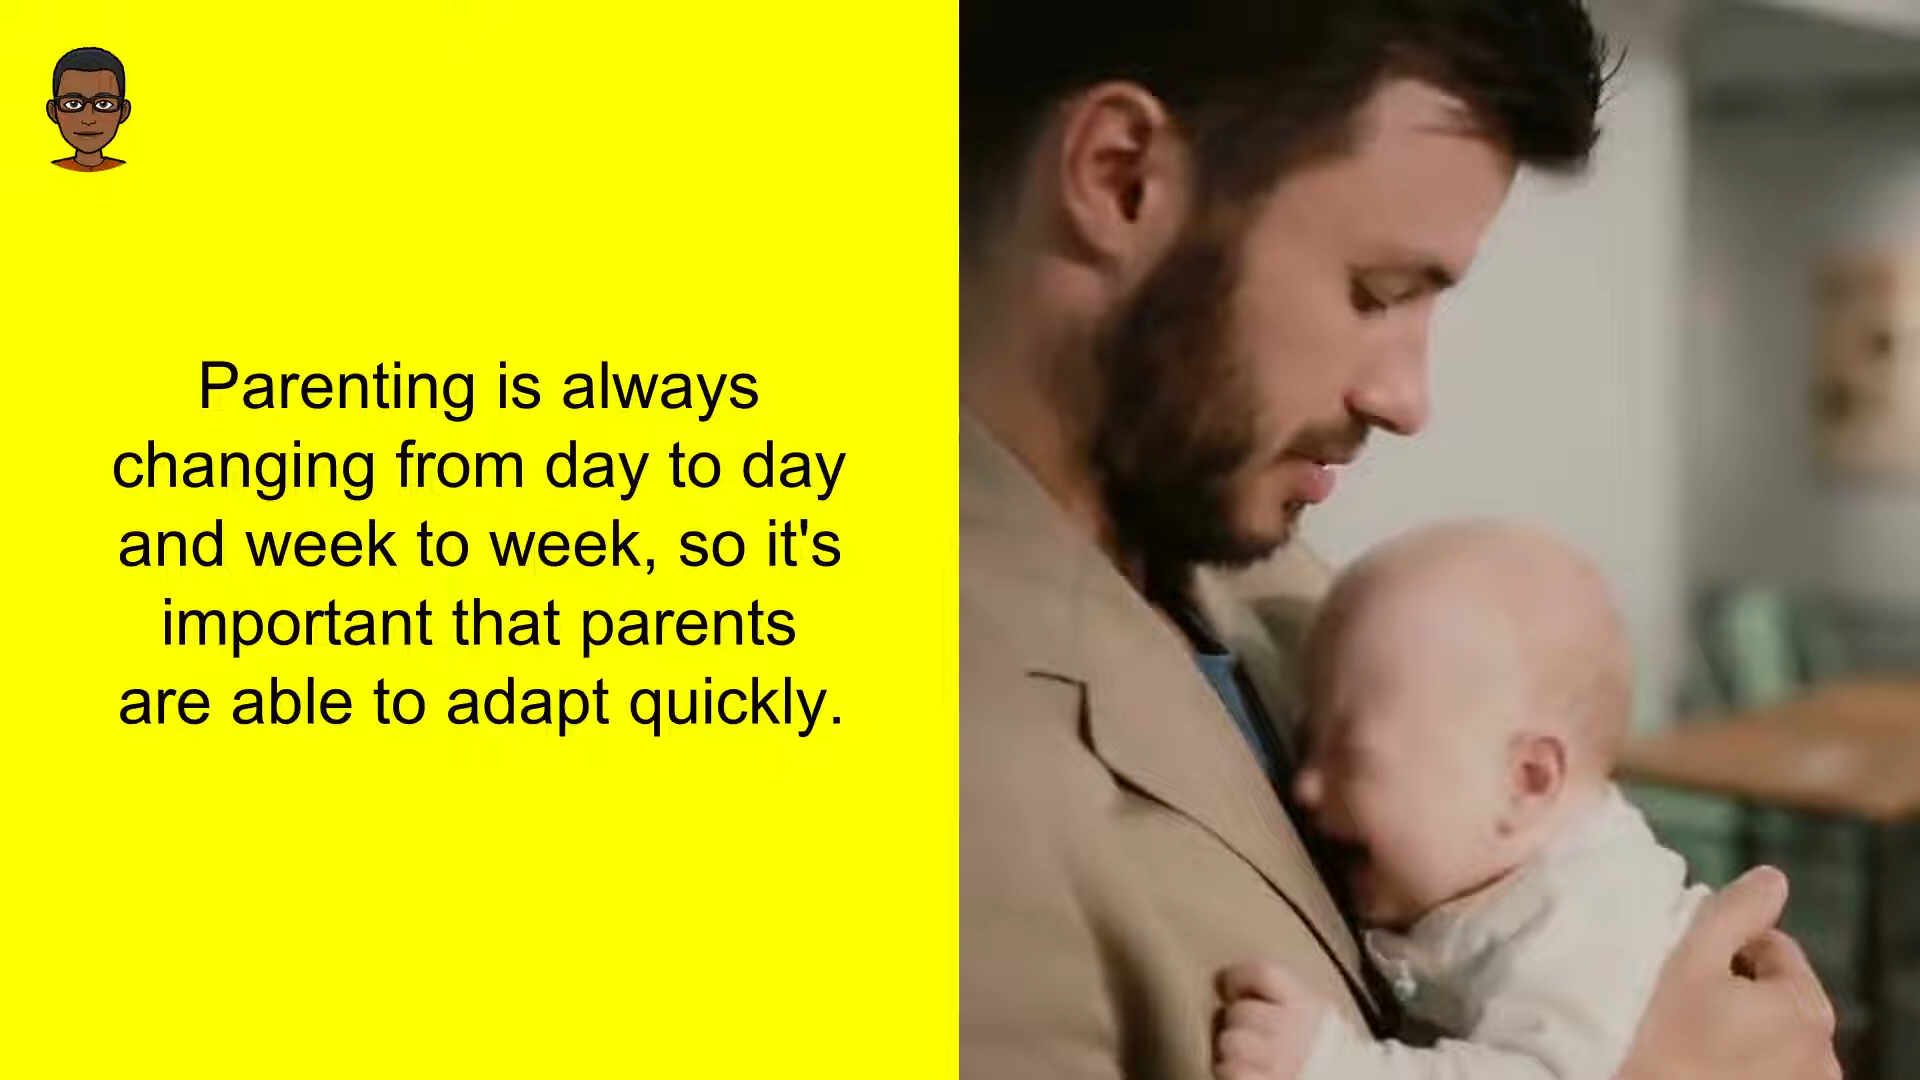 Parenting is always
changing from day to day
and week to week, so it's
important that parents
are able to adapt quickly.